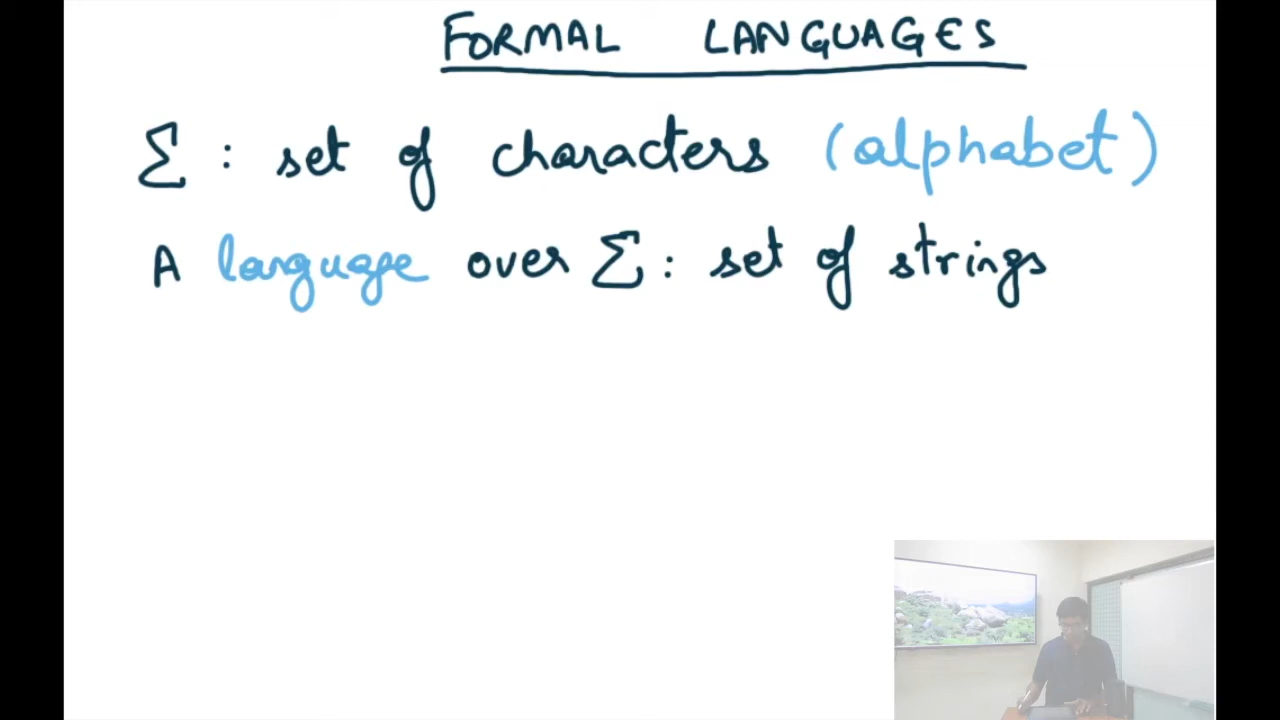 FORMAL LANGUAGES
Σ : set of characters (alphabet)
A language over Σ : set of strings